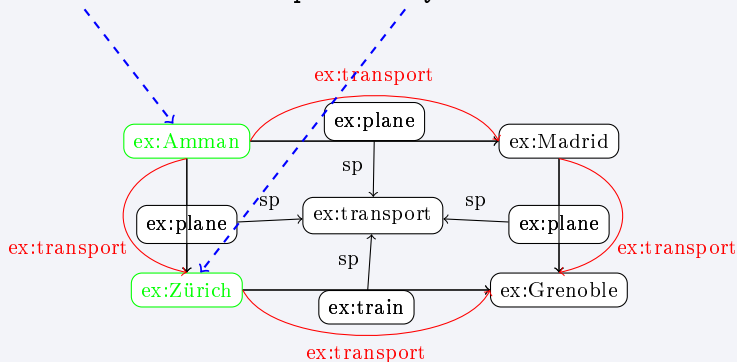 ex:transport
ex:plane
ex:Amman
ex:Madrid
sp
sp
sp
ex:transport
ex:plane
ex:plane
ex:transport
ex:transport
sp
ex:Zürich
ex:Grenoble
ex:train
ex:transport